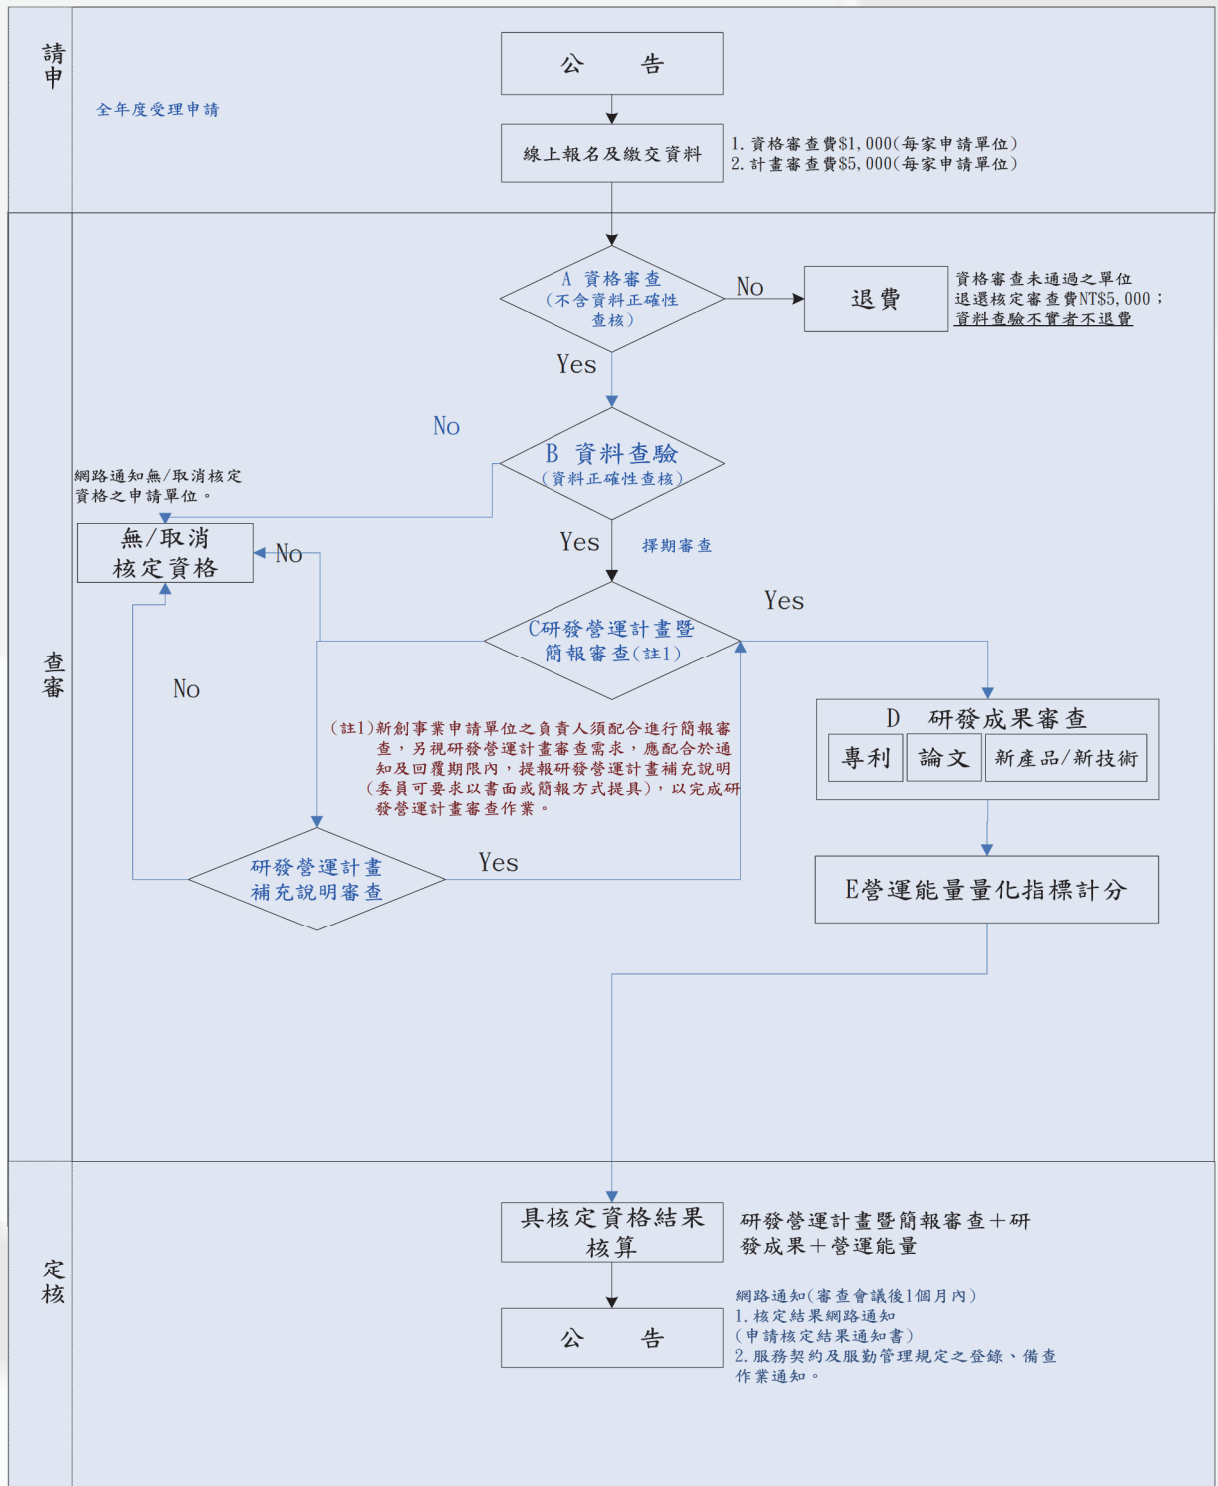 請申
公告
全年度受理申請
線上報名及繳交資料
1.資格審查費$1,000(每家申請單位)
2.計畫審查費$5,000(每家申請單位)
查審
A 資格審查
(不含資料正確性
查核)
No
退費
資格審查未通過之單位
退還核定審查費NT$5,000；
資料查驗不實者不退費
Yes
No
B 資料查驗
(資料正確性查核)
網路通知無/取消核定
資格之申請單位。
無/取消
核定資格
No
Yes
擇期審查
C研發營運計畫暨
簡報審查(註1)
Yes
No
D 研發成果審查
專利
論文
新產品/新技術
(註1)新創事業申請單位之負責人須配合進行簡報審
查，另視研發營運計畫審查需求，應配合於通
知及回覆期限內，提報研發營運計畫補充說明
(委員可要求以書面或簡報方式提具)，以完成研
發營運計畫審查作業。
研發營運計畫
補充說明審查
Yes
E營運能量量化指標計分
定核
具核定資格結果
核算
研發營運計畫暨簡報審查＋研
發成果＋營運能量
公告
網路通知(審查會議後1個月內)
1.核定結果網路通知
(申請核定結果通知書)
2.服務契約及服勤管理規定之登錄、備查
作業通知。